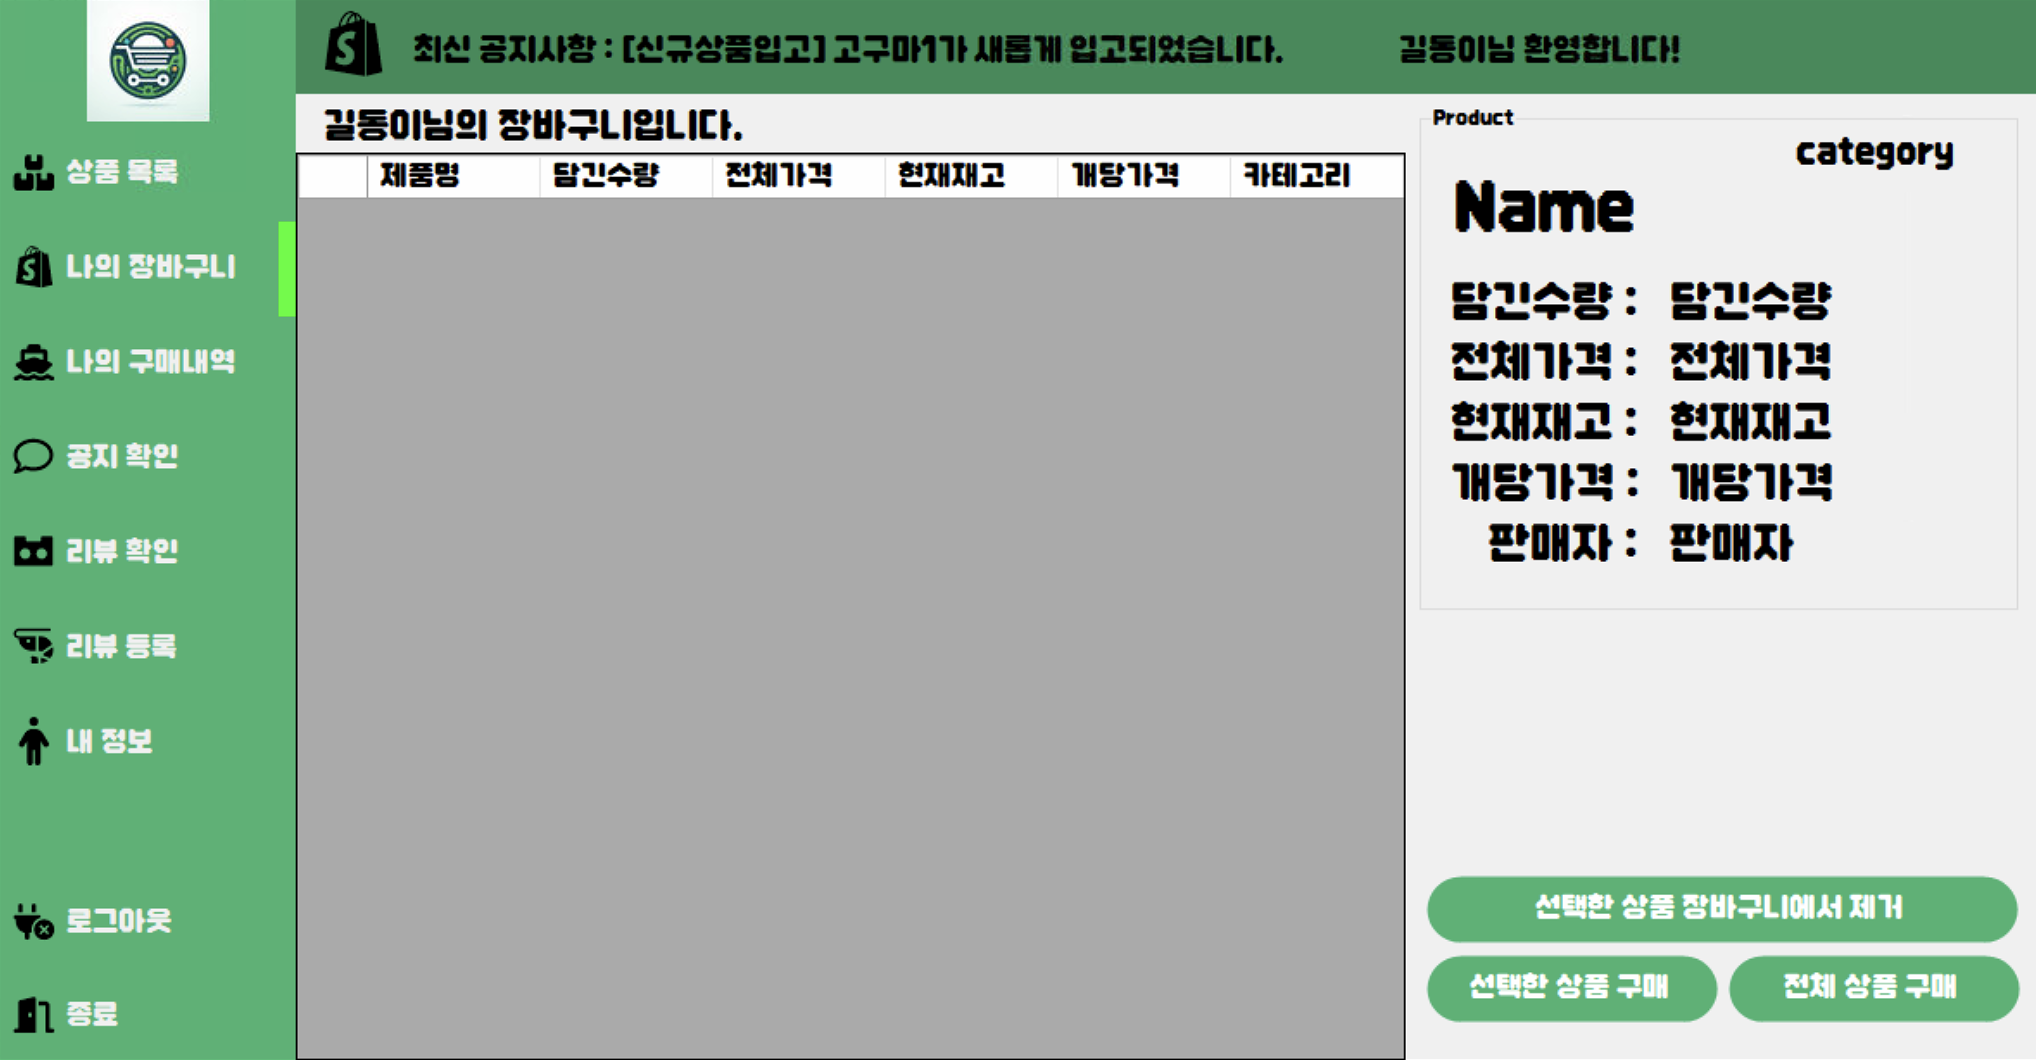 최신 공지사항 : [신규상품입고] 고구마1가 새롭게 입고되었습니다.
길동이님 환영합니다!
상품 목록
나의 장바구니
나의 구매내역
공지 확인
리뷰 확인
리뷰 등록
내 정보
로그아웃
종료
길동이님의 장바구니입니다.
제품명 담긴수량 전체가격 현재재고 개당가격 카테고리
Product
category
Name
담긴수량 : 담긴수량
전체가격 : 전체가격
현재재고 : 현재재고
개당가격 : 개당가격
판매자 : 판매자
선택한 상품 장바구니에서 제거
선택한 상품 구매
전체 상품 구매